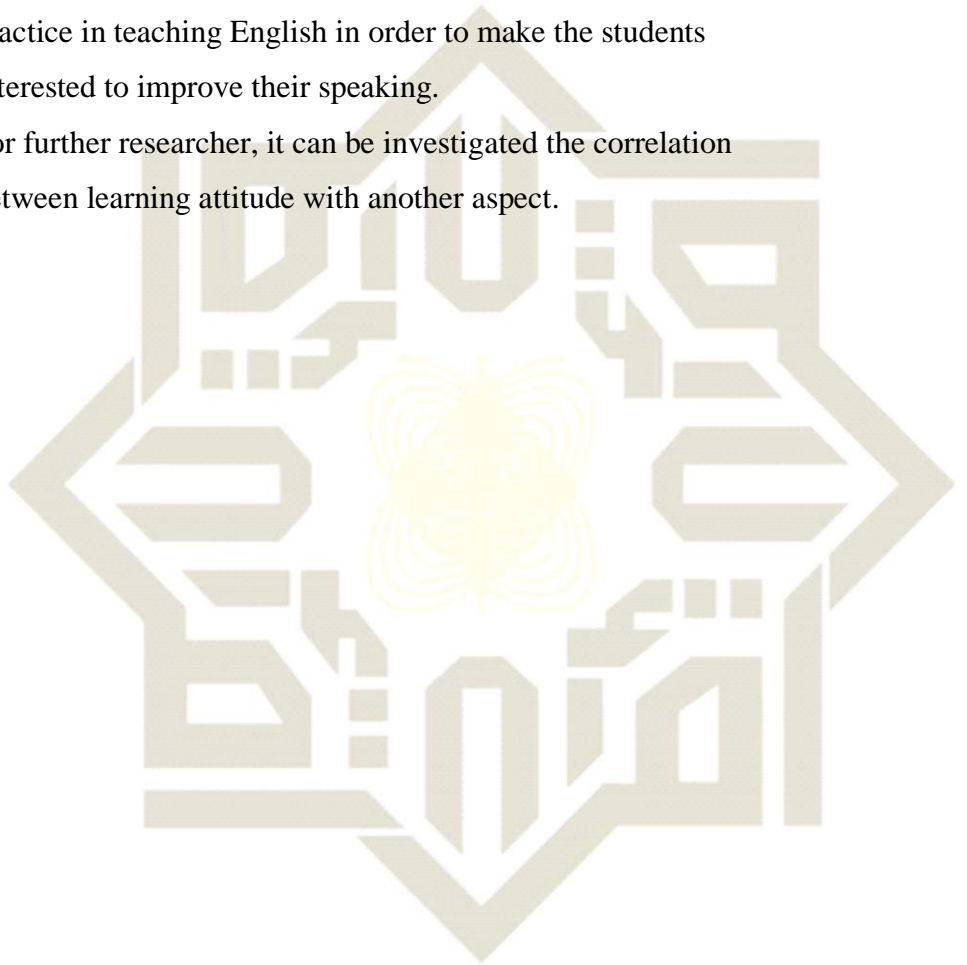 actice in teaching English in order to make the students
terested to improve their speaking.
or further researcher, it can be investigated the correlation
etween learning attitude with another aspect.